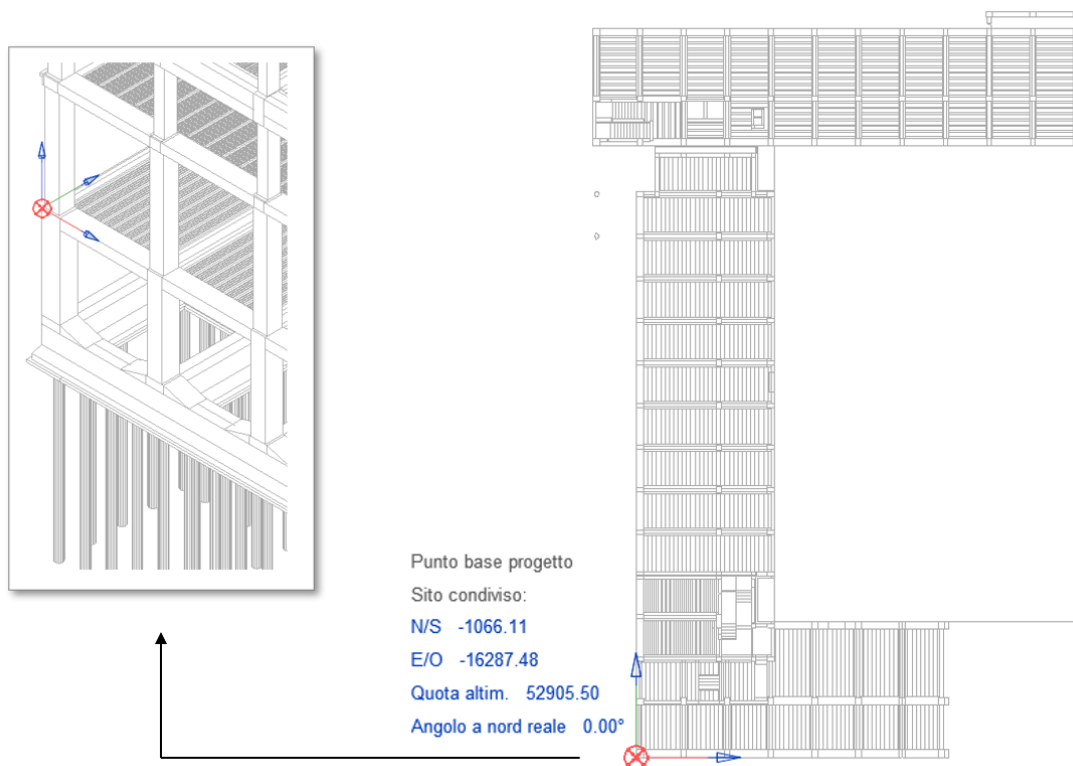 Punto base progetto
Sito condiviso:
N/S -1066.11
E/O -16287.48
Quota altim. 52905.50
Angolo a nord reale 0.00°